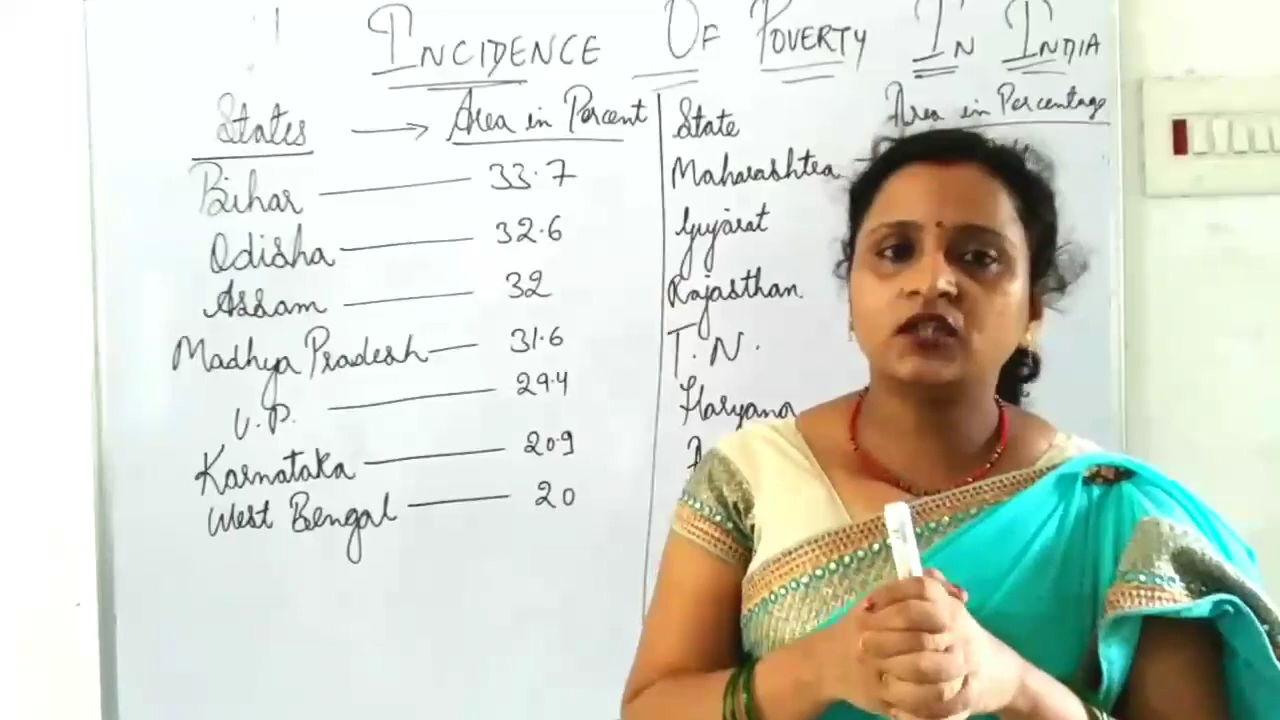 INCIDENCE OF POVERTY IN INDIA
States → Area in Percent
Bihar — 33.7
Odisha — 32.6
Assam — 32
Madhya Pradesh — 31.6
U.P. — 29.4
Karnataka — 20.9
West Bengal — 20
State Area in Percentage
Maharashtra
Gujarat
Rajasthan
T.N.
Haryana